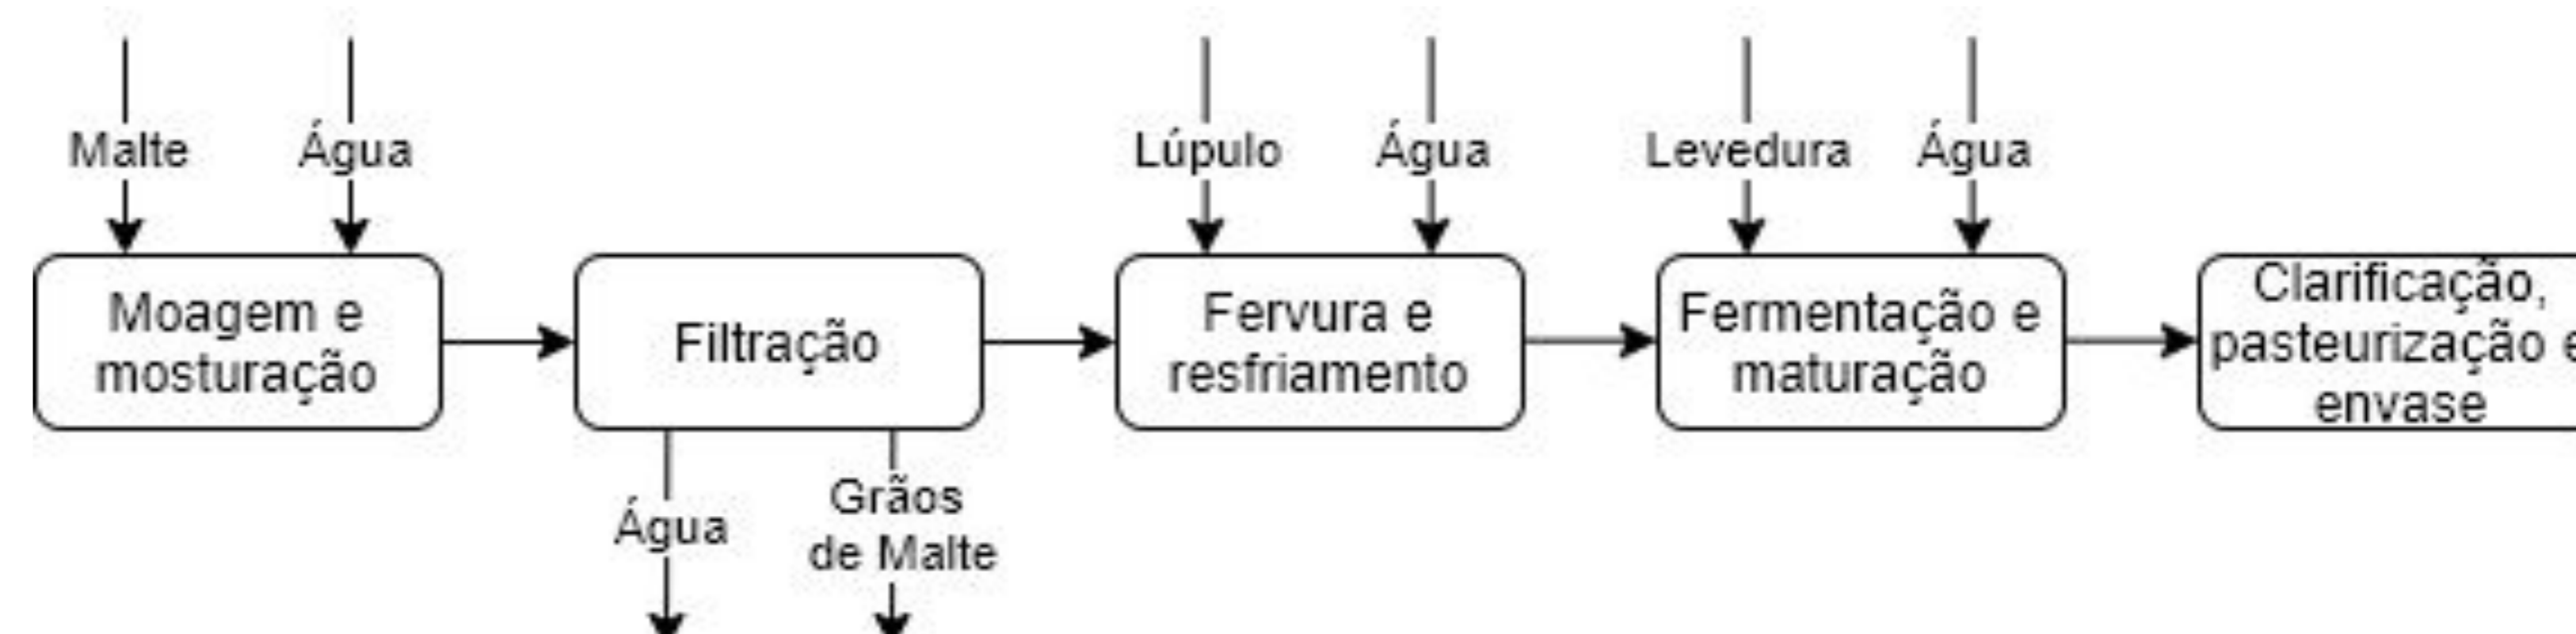 Malte
Água
Lúpulo
Água
Levedura
Água
Moagem e
mosturação
Filtração
Fervura e
resfriamento
Fermentação e
maturação
Clarificação,
pasteurização e
envase
Água
Grãos
de Malte